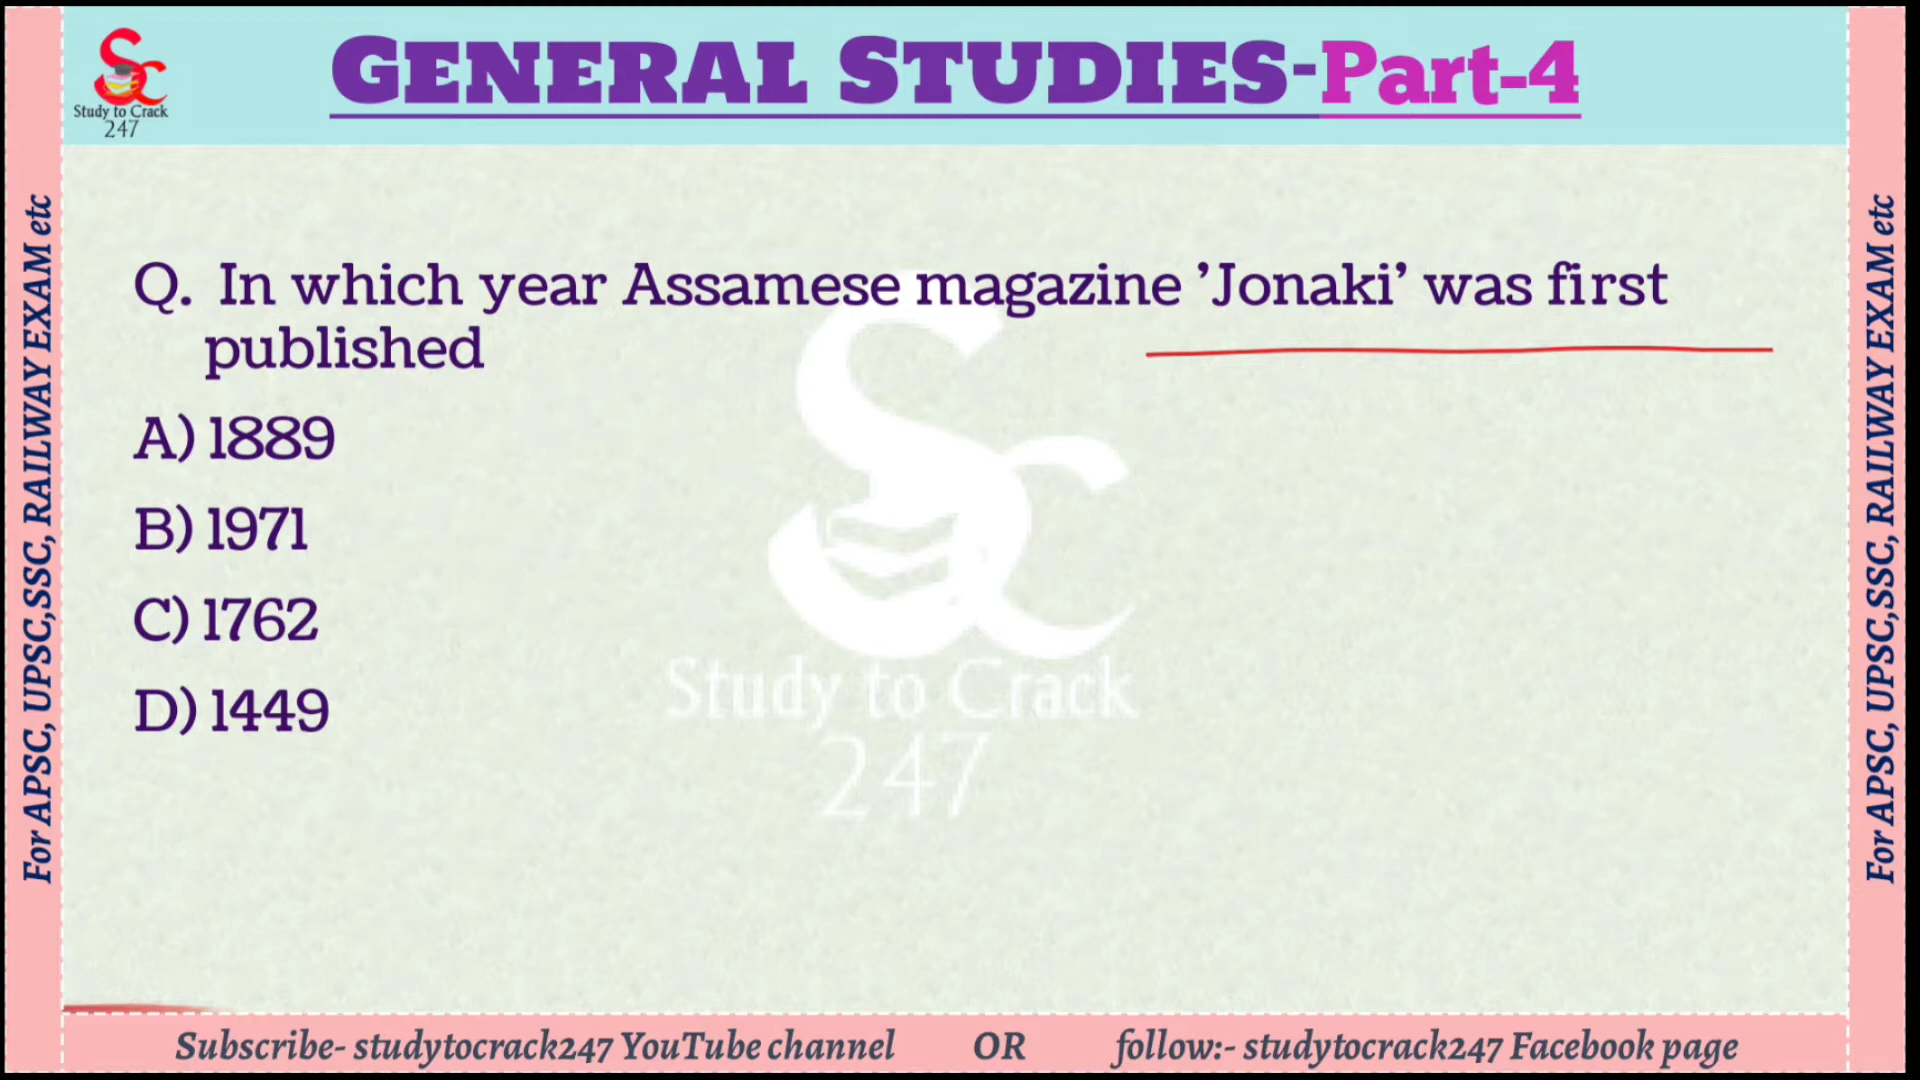 Study to Crack
247
GENERAL STUDIES-Part-4
For APSC, UPSC,SSC, RAILWAY EXAM etc
Q. In which year Assamese magazine ’Jonaki’ was first
published
A) 1889
B) 1971
C) 1762
D) 1449
Study to Crack
247
For APSC, UPSC,SSC, RAILWAY EXAM etc
Subscribe- studytocrack247 YouTube channel OR follow:- studytocrack247 Facebook page